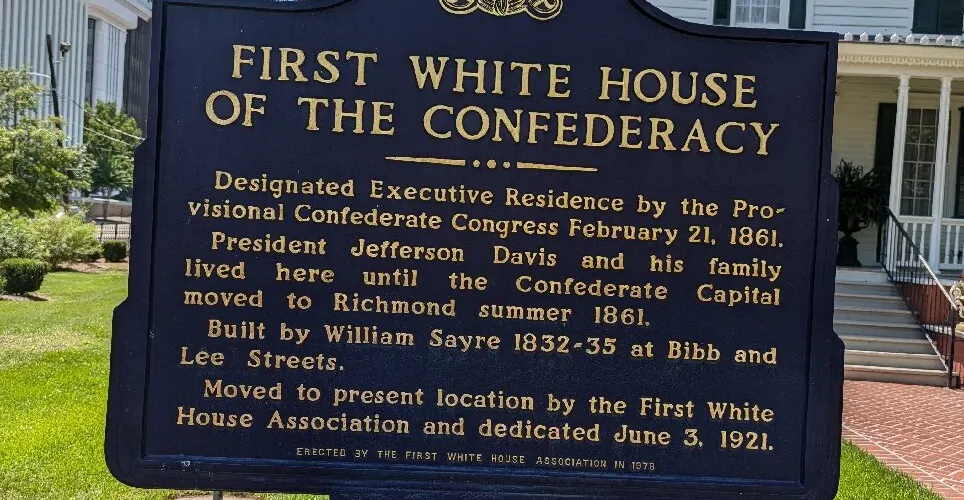 FIRST WHITE HOUSE
OF THE CONFEDERACY
Designated Executive Residence by the Pro-
visional Confederate Congress February 21, 1861.
President Jefferson Davis and his family
lived here until the Confederate Capital
moved to Richmond summer 1861.
Built by William Sayre 1832-35 at Bibb and
Lee Streets.
Moved to present location by the First White
House Association and dedicated June 3, 1921.
ERECTED BY THE FIRST WHITE HOUSE ASSOCIATION IN 1978